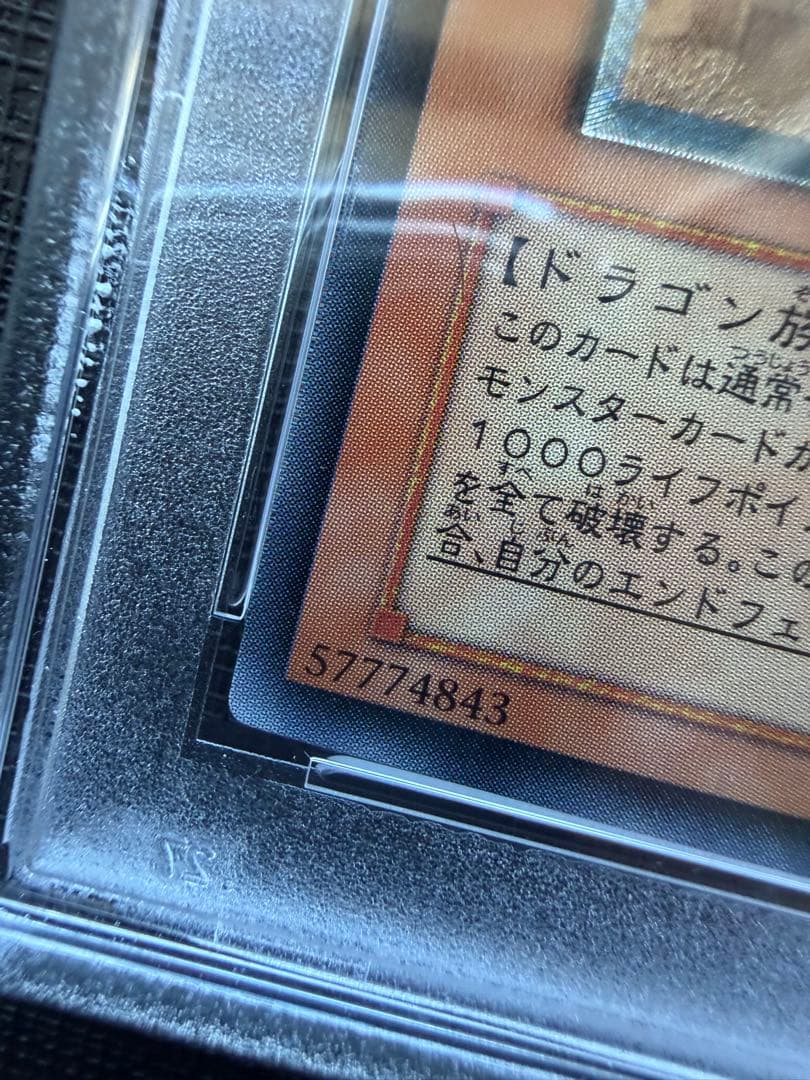 【ドラゴン族
このカードは通常
モンスターカードが
1000ライフポイ
を全て破壊する。この
合、自分のエンドフェ
57774843
27